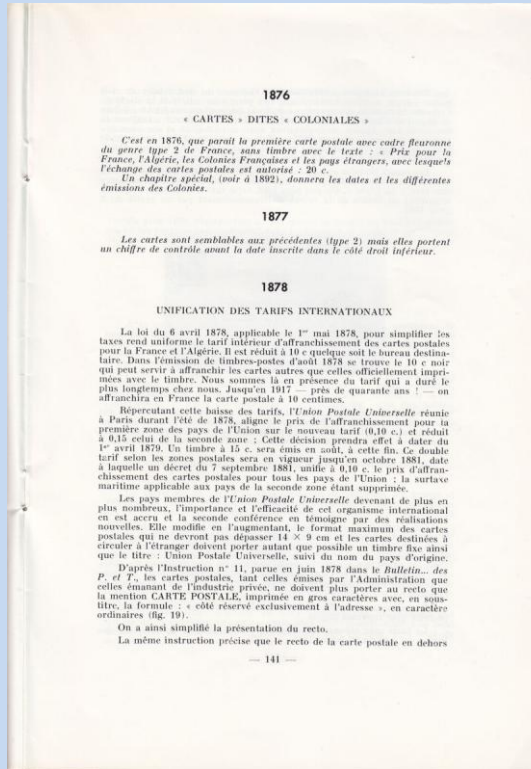 1876
« CARTES » DITES « COLONIALES »
C'est en 1876, que paraît la première carte postale avec cadre fleuronne
du genre type 2 de France, sans timbre avec le texte : « Prix pour la
France, l'Algérie, les Colonies Françaises et les pays étrangers, avec lesquels
l'échange des cartes postales est autorisé : 20 c.
Un chapitre spécial, (voir à 1892), donnera les dates et les différentes
émissions des Colonies.
1877
Les cartes sont semblables aux précédentes (type 2) mais elles portent
un chiffre de contrôle avant la date inscrite dans le côté droit inférieur.
1878
UNIFICATION DES TARIFS INTERNATIONAUX
La loi du 6 avril 1878, applicable le 1er mai 1878, pour simplifier les
taxes rend uniforme le tarif intérieur d'affranchissement des cartes postales
pour la France et l'Algérie. Il est réduit à 10 c quelque soit le bureau destina-
taire. Dans l'émission de timbres-postes d'août 1878 se trouve le 10 c noir
qui peut servir à affranchir les cartes autres que celles officiellement impri-
mées avec le timbre. Nous sommes là en présence du tarif qui a duré le
plus longtemps chez nous. Jusqu'en 1917 — près de quarante ans ! — on
affranchira en France la carte postale à 10 centimes.
Répercutant cette baisse des tarifs, l'Union Postale Universelle réunie
à Paris durant l'été de 1878, aligne le prix de l'affranchissement pour la
première zone des pays de l'Union sur le nouveau tarif (0,10 c.) et réduit
à 0,15 celui de la seconde zone ; Cette décision prendra effet à dater du
1er avril 1879. Un timbre à 15 c. sera émis en août, à cette fin. Ce double
tarif selon les zones postales sera en vigueur jusqu'en octobre 1881, date
à laquelle un décret du 7 septembre 1881, unifie à 0,10 c. le prix d'affran-
chissement des cartes postales pour tous les pays de l'Union ; la surtaxe
maritime applicable aux pays de la seconde zone étant supprimée.
Les pays membres de l'Union Postale Universelle devenant de plus en
plus nombreux, l'importance et l'efficacité de cet organisme international
en est accru et la seconde conférence en témoigne par des réalisations
nouvelles. Elle modifie en l'augmentant, le format maximum des cartes
postales qui ne devront pas dépasser 14 × 9 cm et les cartes destinées à
circuler à l'étranger doivent porter autant que possible un timbre fixe ainsi
que le titre : Union Postale Universelle, suivi du nom du pays d'origine.
D'après l'Instruction n° 11, parue en juin 1878 dans le Bulletin... des
P. et T., les cartes postales, tant celles émises par l'Administration que
celles émanant de l'industrie privée, ne doivent plus porter au recto que
la mention CARTE POSTALE, imprimée en gros caractères avec, en sous-
titre, la formule : « côté réservé exclusivement à l'adresse », en caractère
ordinaires (fig. 19).
On a ainsi simplifié la présentation du recto.
La même instruction précise que le recto de la carte postale en dehors
— 141 —